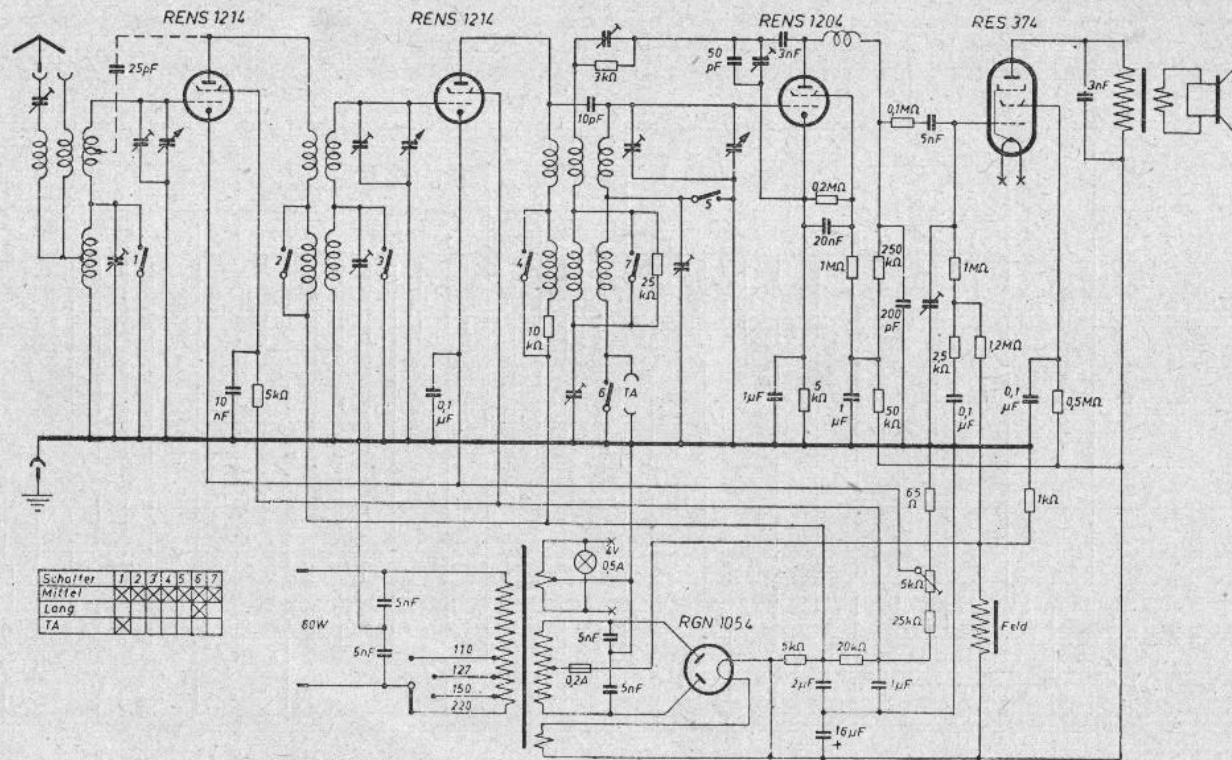 RENS 1214
RENS 1214
RENS 1204
RES 374
25pF
3kΩ
50 pF
3nF
10pF
0,1MΩ
5nF
3nF
0,2MΩ
20nF
1MΩ
250 kΩ
200 pF
1MΩ
2,5 kΩ
1,2MΩ
1
2
3
4
5
7
25 kΩ
10 kΩ
6
TA
10 nF
5kΩ
0,1 µF
1µF
5 kΩ
1 µF
50 kΩ
0,1 µF
0,1 µF
0,5MΩ
65 Ω
1kΩ
Schalter 1 2 3 4 5 6 7
Mittel
Lang
TA
60W
5nF
5nF
110
127
150
220
4V
0,5A
5nF
0,2A
5nF
RGN 1054
5kΩ
20kΩ
5kΩ
25kΩ
Feld
2µF
1µF
16µF
+